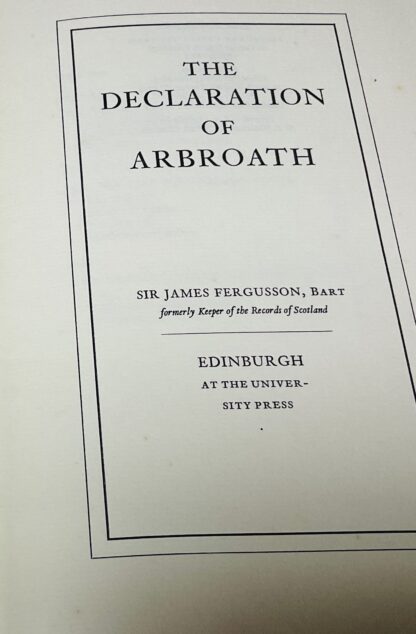 THE
DECLARATION
OF
ARBROATH
SIR JAMES FERGUSSON, BART
formerly Keeper of the Records of Scotland
EDINBURGH
AT THE UNIVER-
SITY PRESS